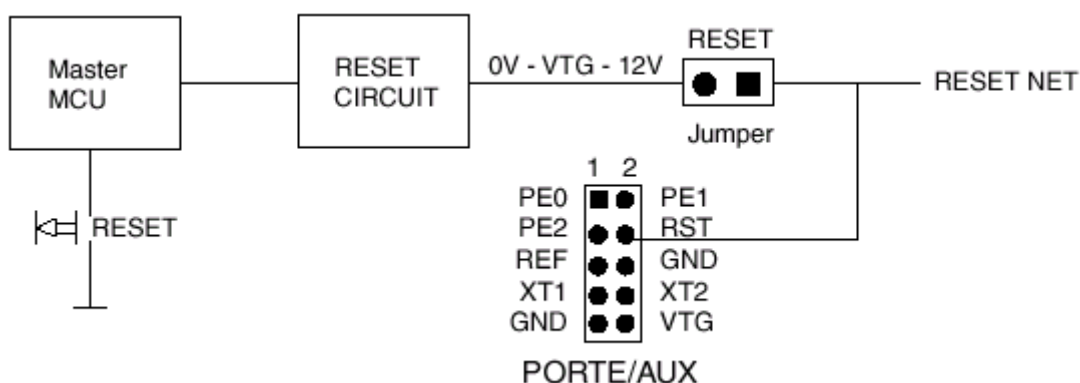 Master
MCU
RESET
CIRCUIT
0V - VTG - 12V
RESET
Jumper
RESET NET
RESET
1 2
PE0 PE1
PE2 RST
REF GND
XT1 XT2
GND VTG
PORTE/AUX